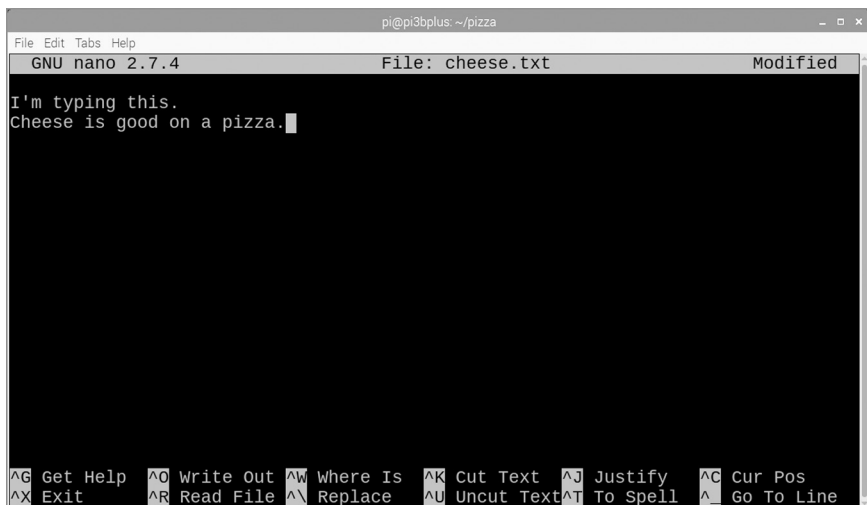 pi@pi3bplus: ~/pizza
File Edit Tabs Help
GNU nano 2.7.4 File: cheese.txt Modified
I'm typing this.
Cheese is good on a pizza.
^G Get Help ^O Write Out ^W Where Is ^K Cut Text ^J Justify ^C Cur Pos
^X Exit ^R Read File ^\ Replace ^U Uncut Text ^T To Spell ^_ Go To Line